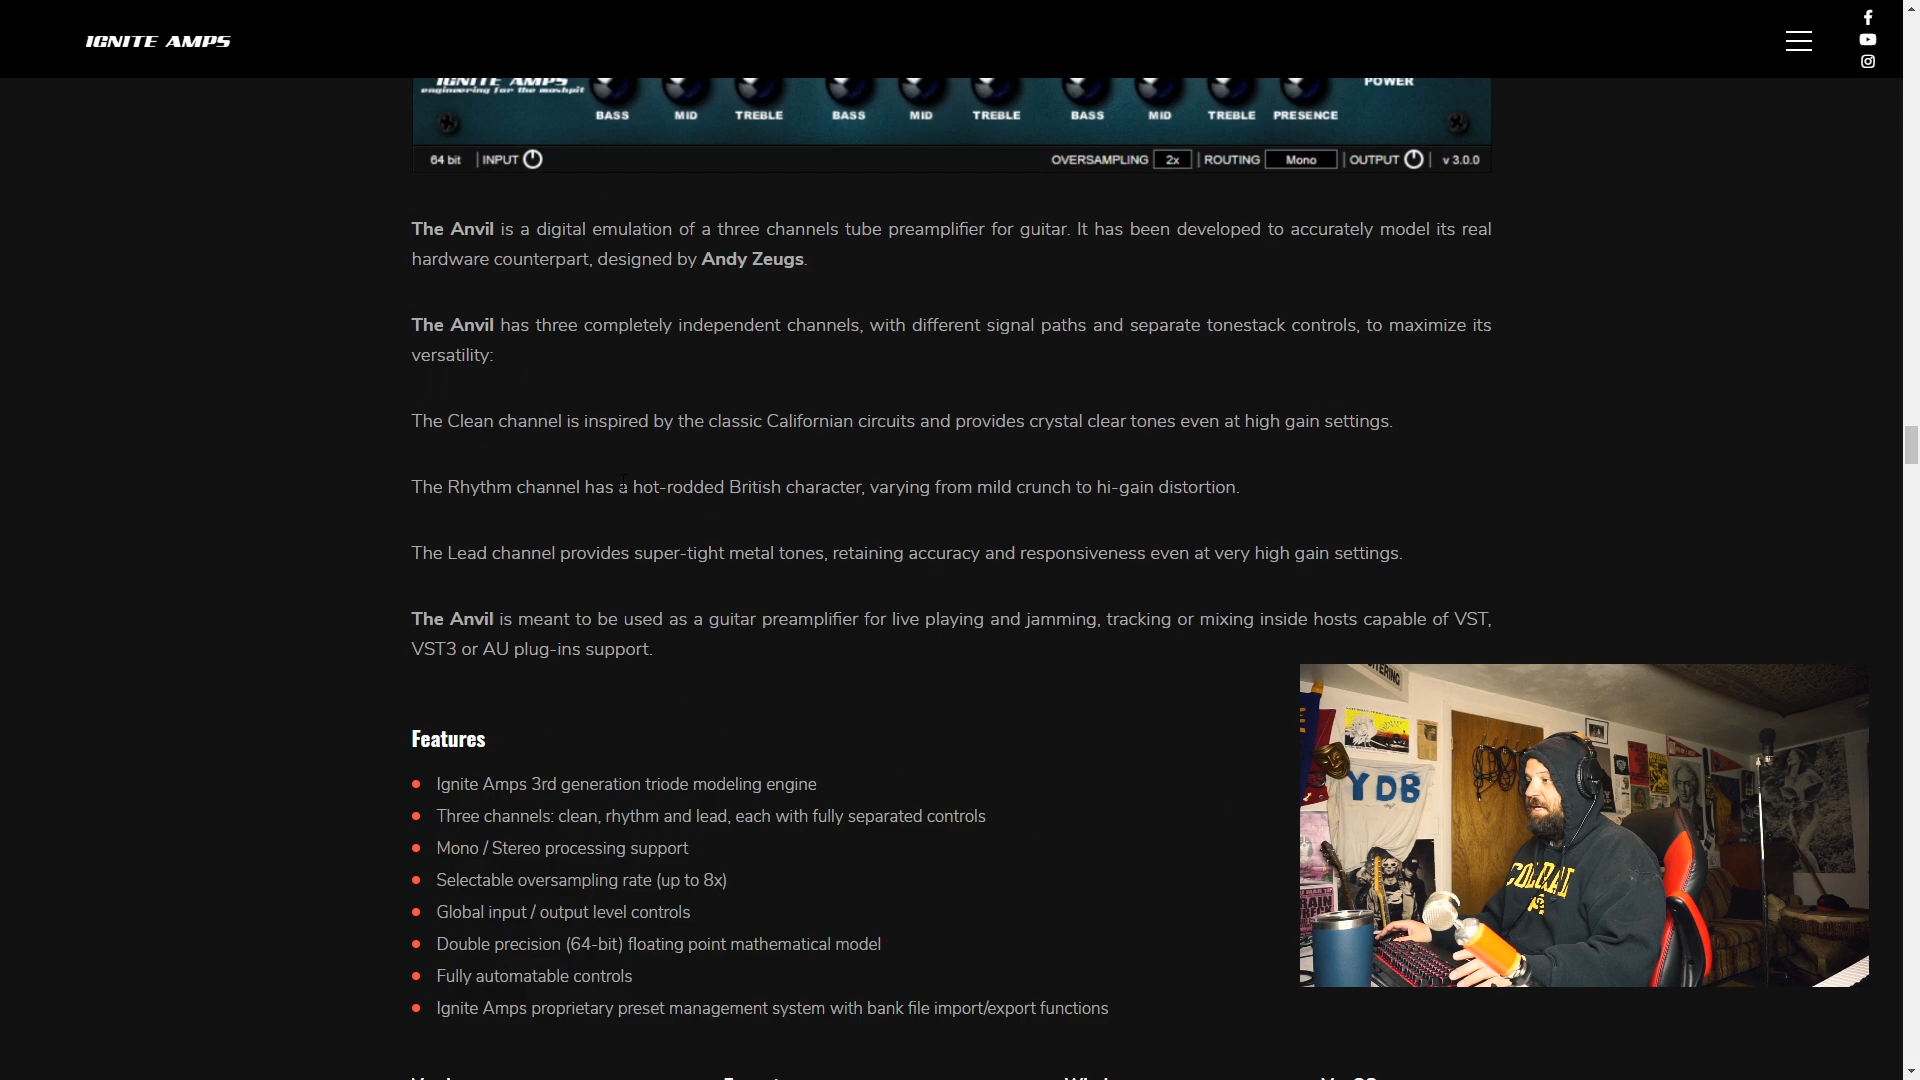 IGNITE AMPS
IGNITE AMPS
engineering for the moshpit
BASS MID TREBLE BASS MID TREBLE BASS MID TREBLE PRESENCE
POWER
64 bit | INPUT OVERSAMPLING 2x | ROUTING Mono | OUTPUT | v 3.0.0
The Anvil is a digital emulation of a three channels tube preamplifier for guitar. It has been developed to accurately model its real
hardware counterpart, designed by Andy Zeugs.
The Anvil has three completely independent channels, with different signal paths and separate tonestack controls, to maximize its
versatility:
The Clean channel is inspired by the classic Californian circuits and provides crystal clear tones even at high gain settings.
The Rhythm channel has a hot-rodded British character, varying from mild crunch to hi-gain distortion.
The Lead channel provides super-tight metal tones, retaining accuracy and responsiveness even at very high gain settings.
The Anvil is meant to be used as a guitar preamplifier for live playing and jamming, tracking or mixing inside hosts capable of VST,
VST3 or AU plug-ins support.
Features
Ignite Amps 3rd generation triode modeling engine
Three channels: clean, rhythm and lead, each with fully separated controls
Mono / Stereo processing support
Selectable oversampling rate (up to 8x)
Global input / output level controls
Double precision (64-bit) floating point mathematical model
Fully automatable controls
Ignite Amps proprietary preset management system with bank file import/export functions
YDB